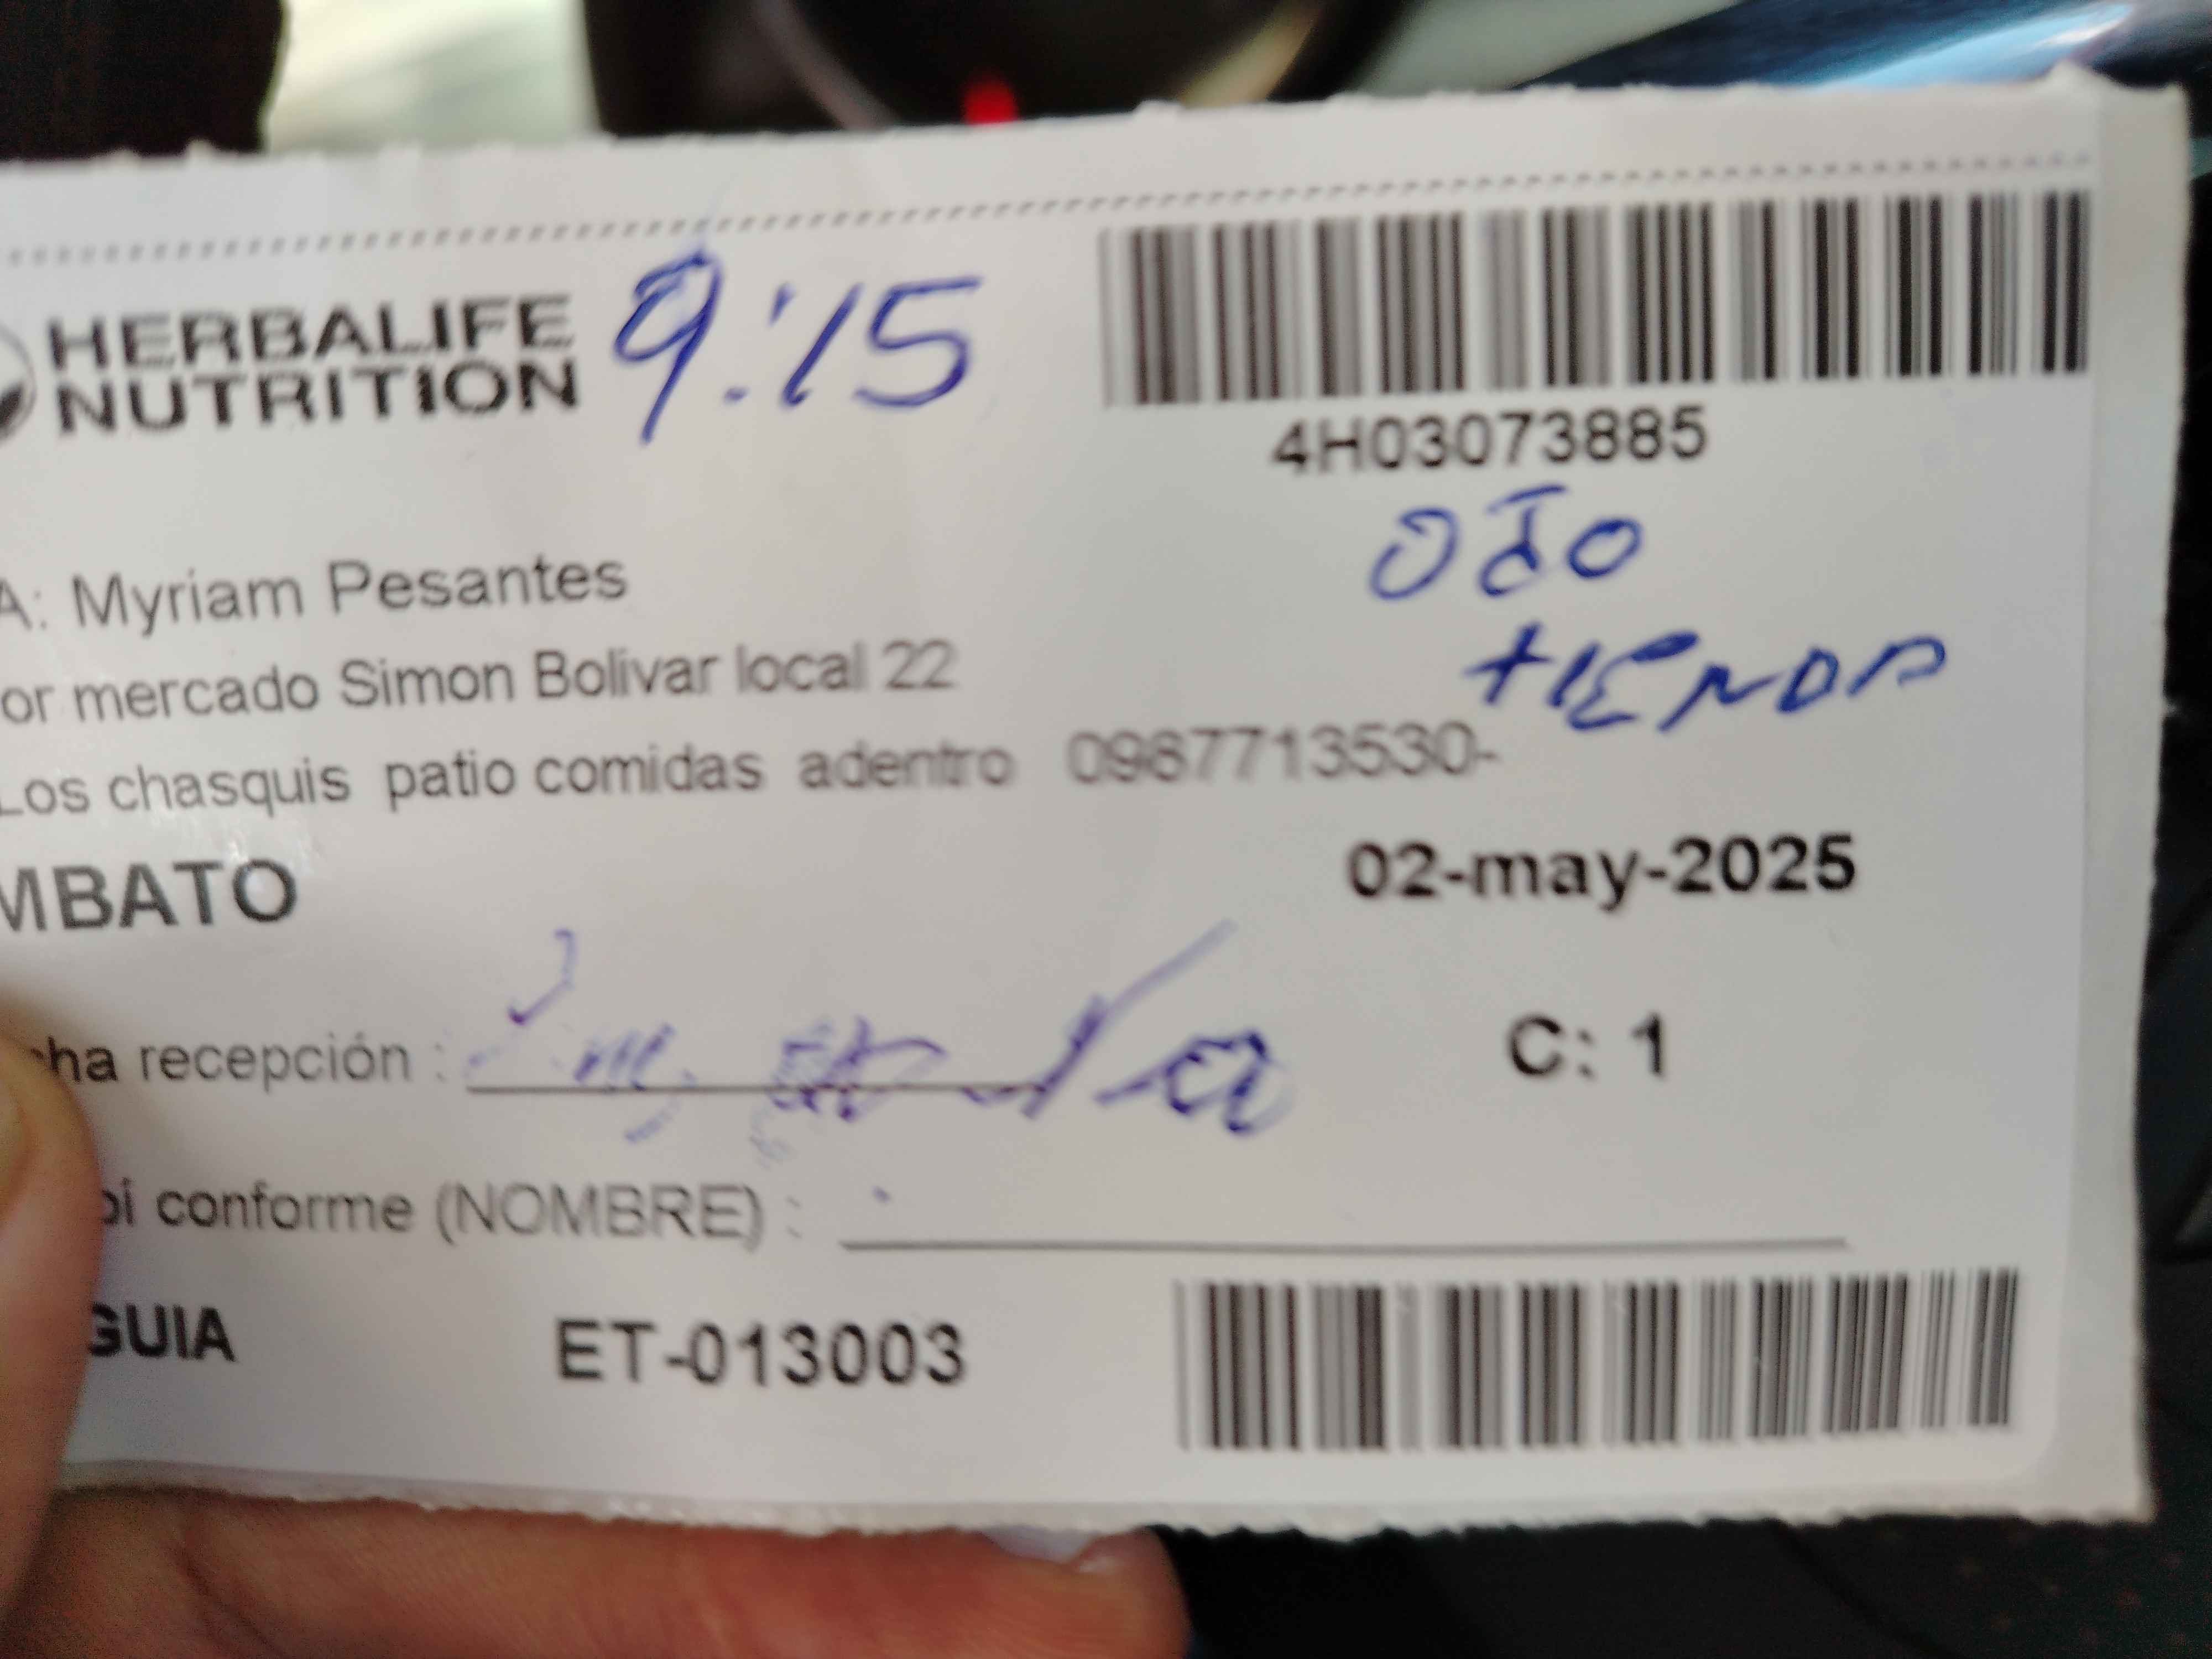 HERBALIFE
NUTRITION
9:15
4H03073885
OJO
TIENDA
A: Myriam Pesantes
or mercado Simon Bolivar local 22
Los chasquis patio comidas adentro 0987713530-
MBATO
02-may-2025
cha recepción :
C: 1
bí conforme (NOMBRE) :
GUIA ET-013003